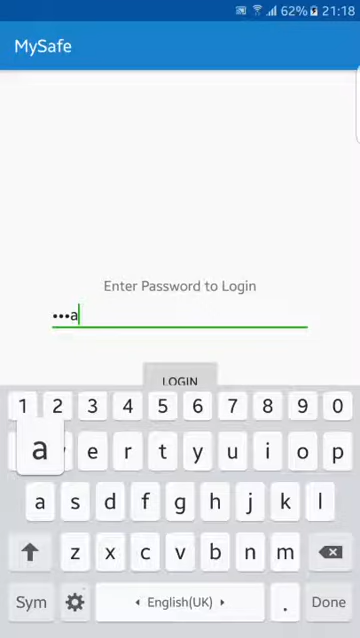 62% 21:18
MySafe
Enter Password to Login
•••a
LOGIN
1 2 3 4 5 6 7 8 9 0
a e r t y u i o p
a s d f g h j k l
z x c v b n m
Sym English(UK) . Done